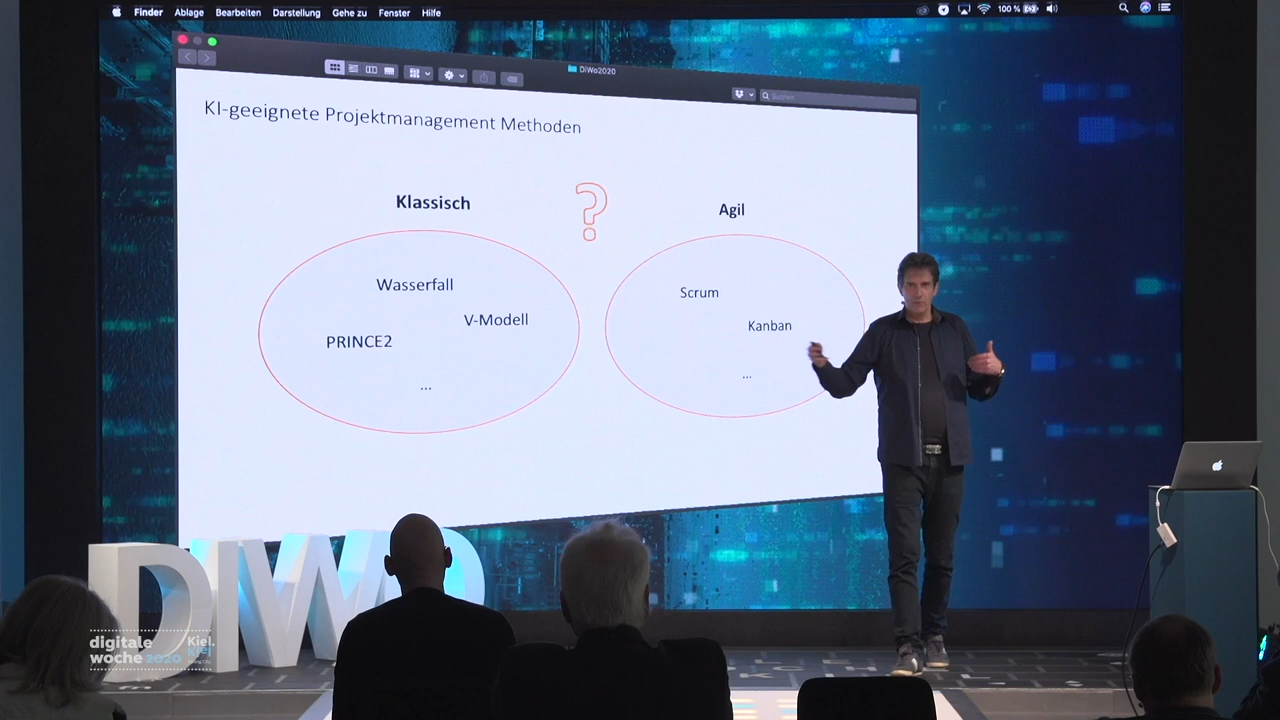 Finder Ablage Bearbeiten Darstellung Gehe zu Fenster Hilfe
100 %
DiWo2020
Suchen
KI-geeignete Projektmanagement Methoden
Klassisch
?
Agil
Wasserfall
V-Modell
PRINCE2
...
Scrum
Kanban
...
DIWO
digitale
woche 2020
Kiel.